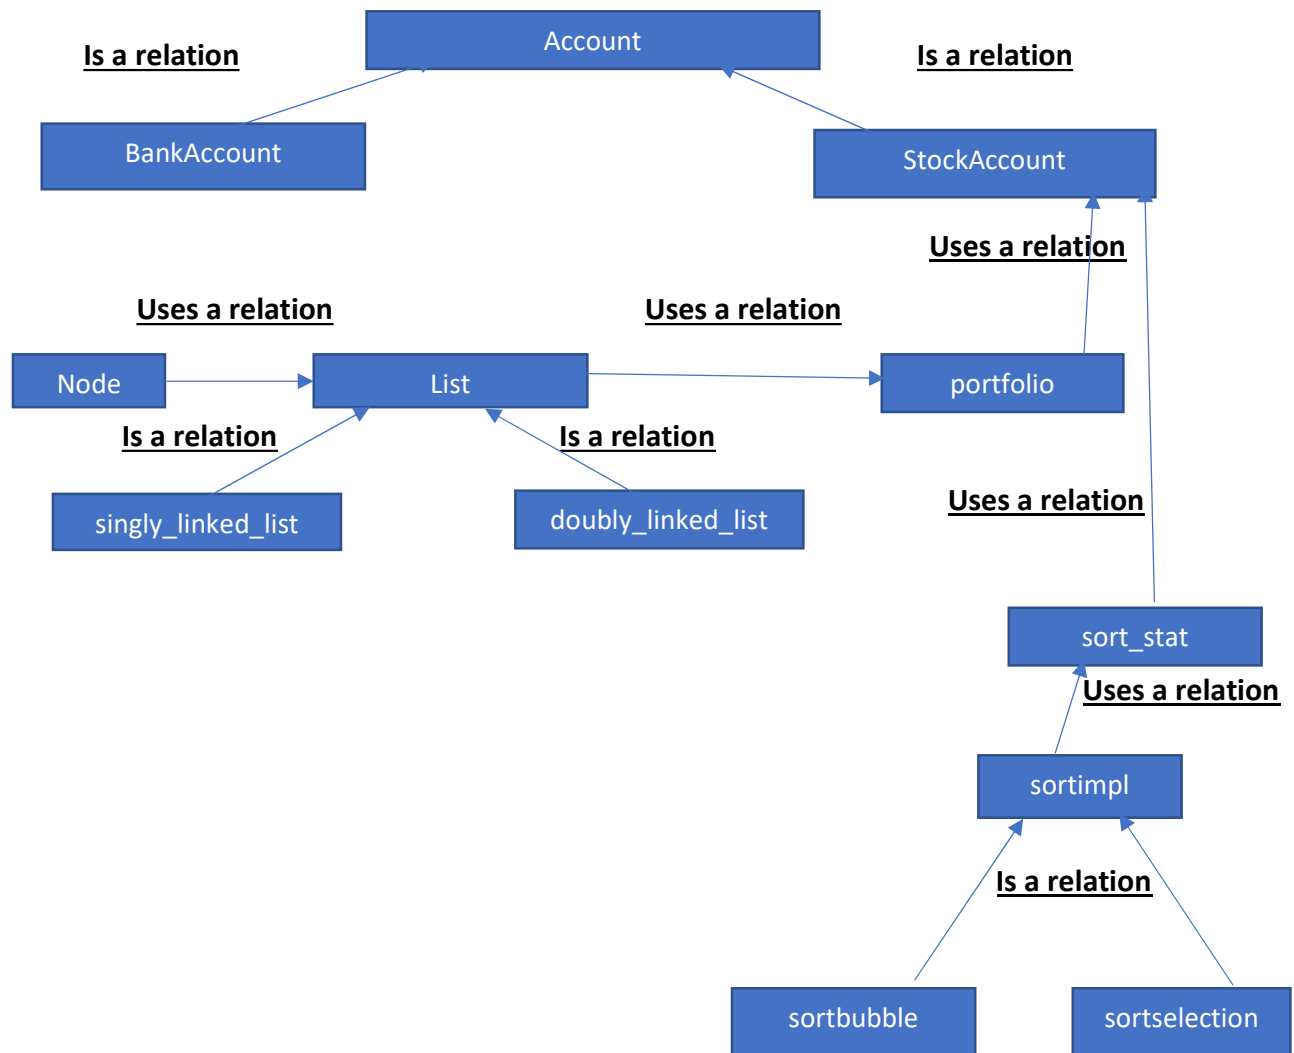 Account
Is a relation
Is a relation
BankAccount
StockAccount
Uses a relation
Uses a relation
Uses a relation
Node
List
portfolio
Is a relation
Is a relation
singly_linked_list
doubly_linked_list
Uses a relation
sort_stat
Uses a relation
sortimpl
Is a relation
sortbubble
sortselection